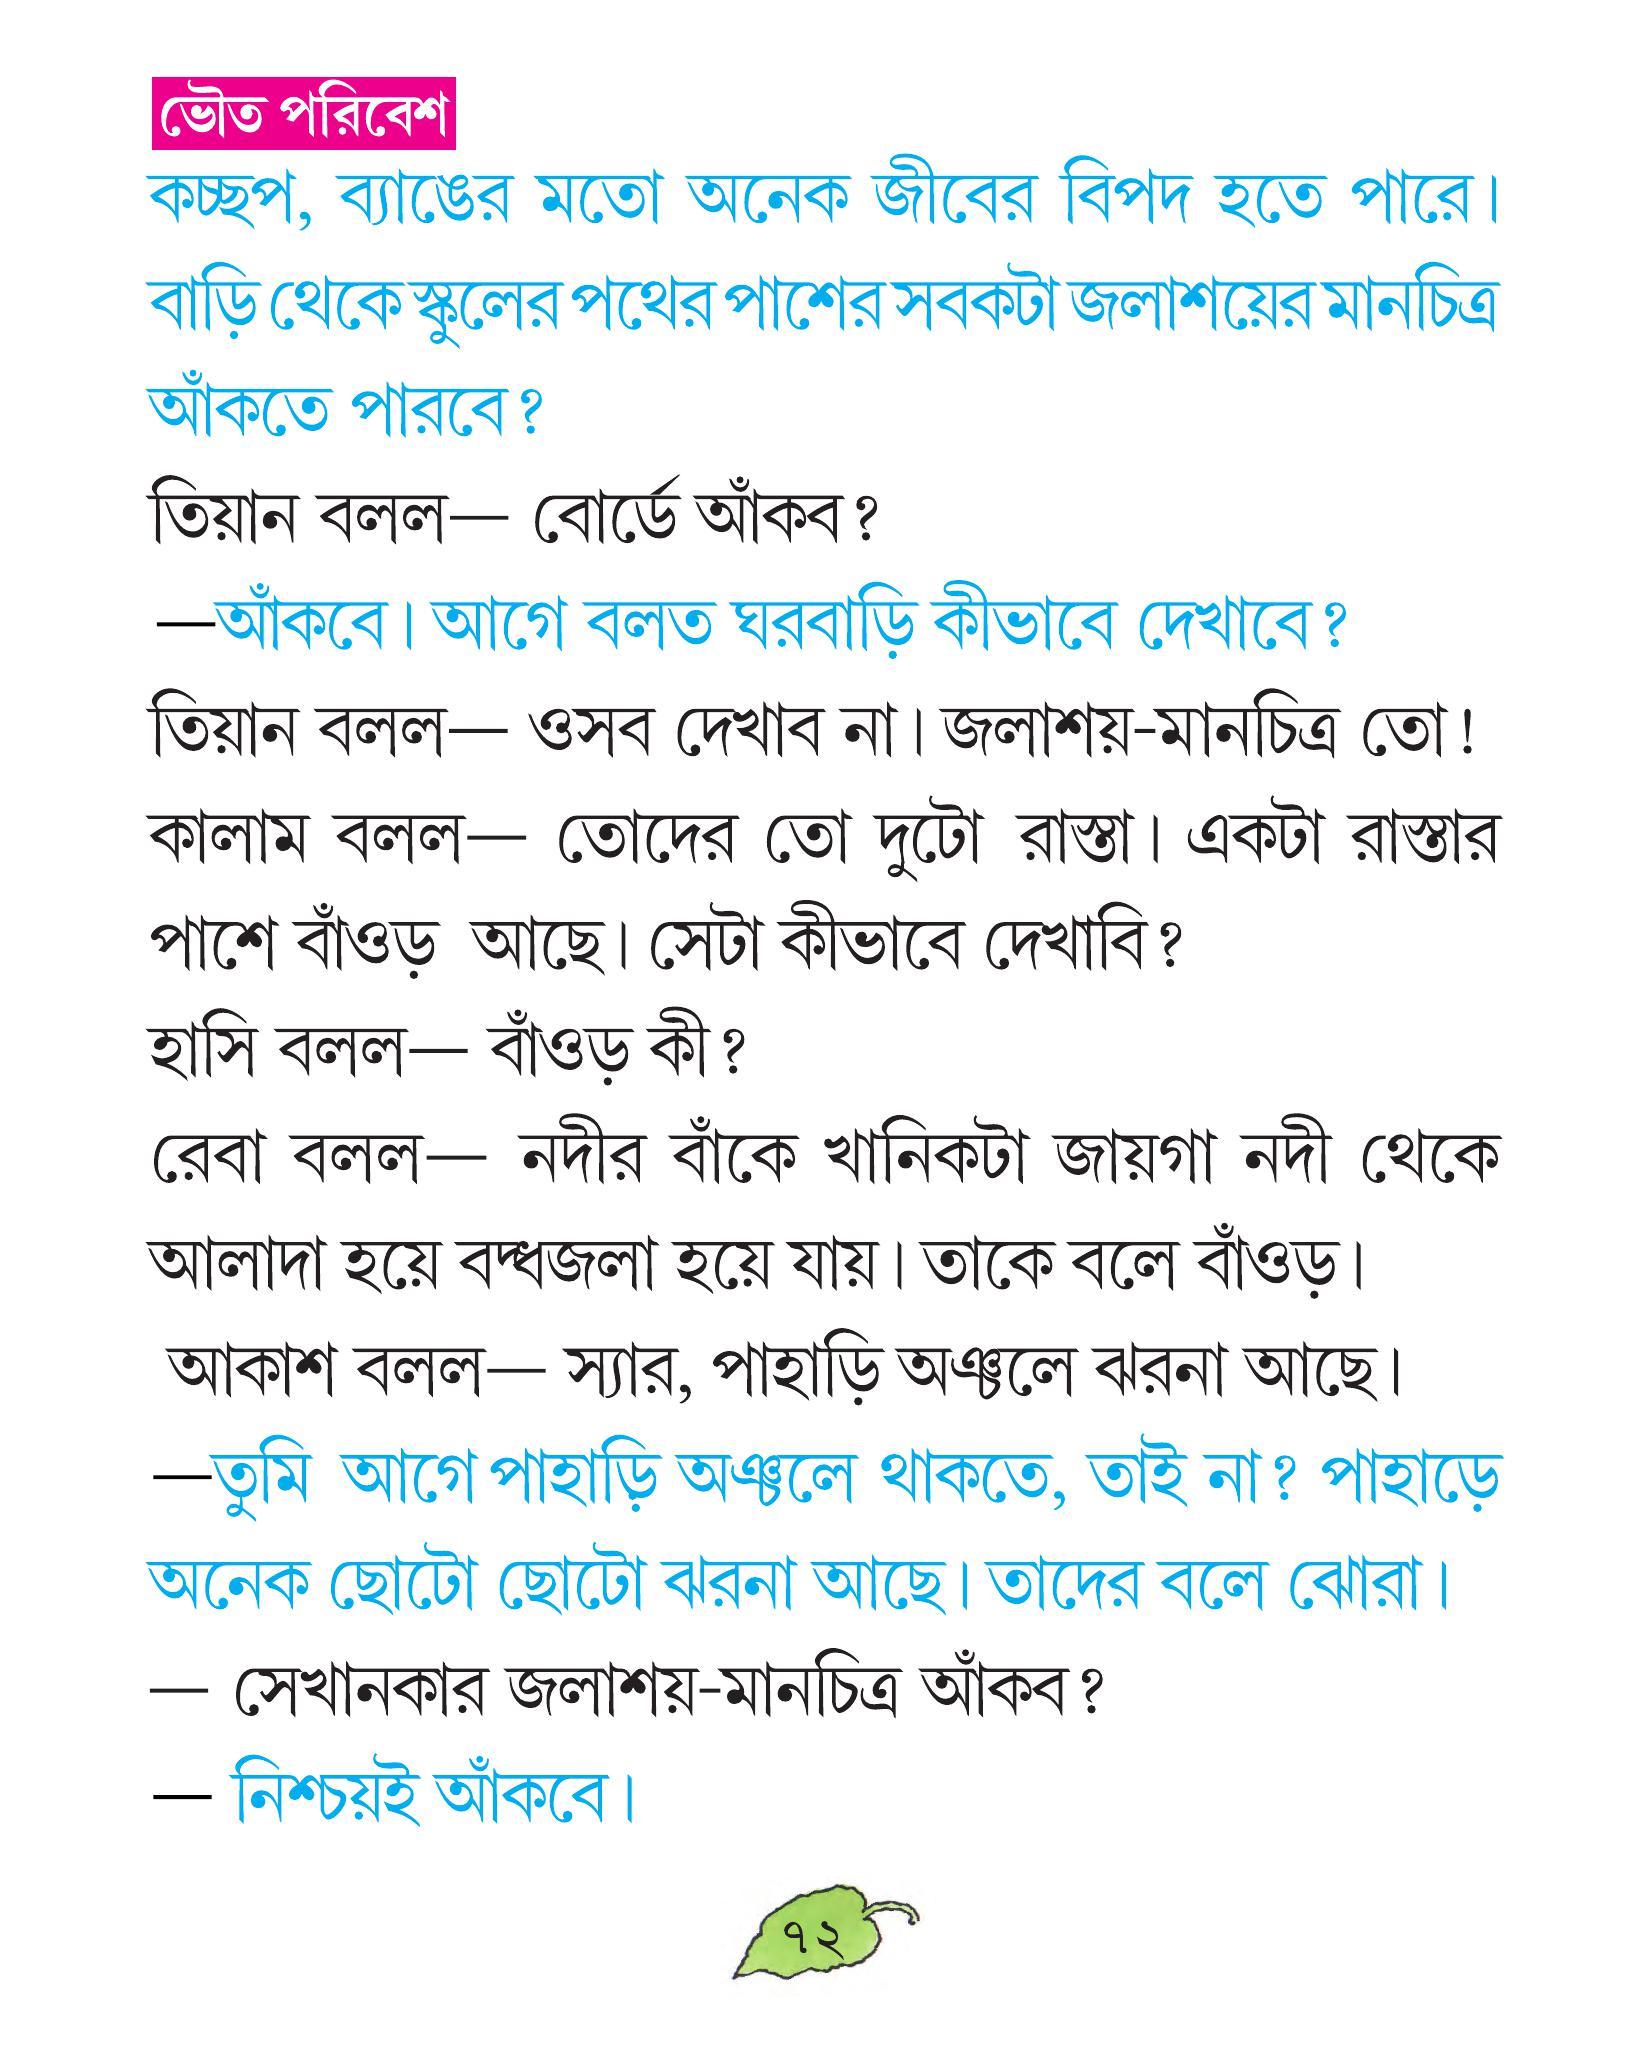 ভৌত পরিবেশ
কচ্ছপ, ব্যাঙের মতো অনেক জীবের বিপদ হতে পারে।
বাড়ি থেকে স্কুলের পথের পাশের সবকটা জলাশয়ের মানচিত্র
আঁকতে পারবে?
তিয়ান বলল— বোর্ডে আঁকব?
—আঁকবে। আগে বলত ঘরবাড়ি কীভাবে দেখাবে?
তিয়ান বলল— ওসব দেখাব না। জলাশয়-মানচিত্র তো!
কালাম বলল— তোদের তো দুটো রাস্তা। একটা রাস্তার
পাশে বাঁওড় আছে। সেটা কীভাবে দেখাবি?
হাসি বলল— বাঁওড় কী?
রেবা বলল— নদীর বাঁকে খানিকটা জায়গা নদী থেকে
আলাদা হয়ে বদ্ধজলা হয়ে যায়। তাকে বলে বাঁওড়।
আকাশ বলল— স্যার, পাহাড়ি অঞ্চলে ঝরনা আছে।
—তুমি আগে পাহাড়ি অঞ্চলে থাকতে, তাই না? পাহাড়ে
অনেক ছোটো ছোটো ঝরনা আছে। তাদের বলে ঝোরা।
— সেখানকার জলাশয়-মানচিত্র আঁকব?
— নিশ্চয়ই আঁকবে।
৭২